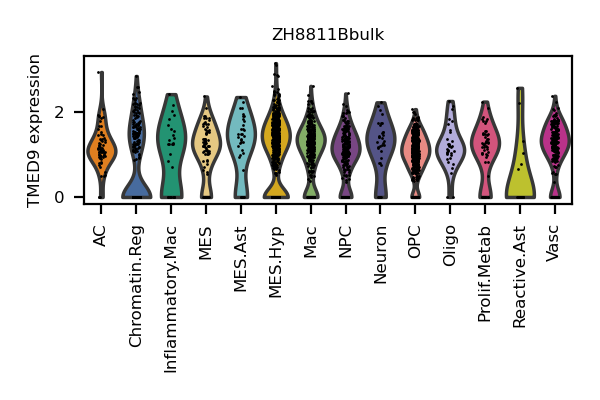 ZH8811Bbulk
TMED9 expression
2
0
AC
Chromatin.Reg
Inflammatory.Mac
MES
MES.Ast
MES.Hyp
Mac
NPC
Neuron
OPC
Oligo
Prolif.Metab
Reactive.Ast
Vasc